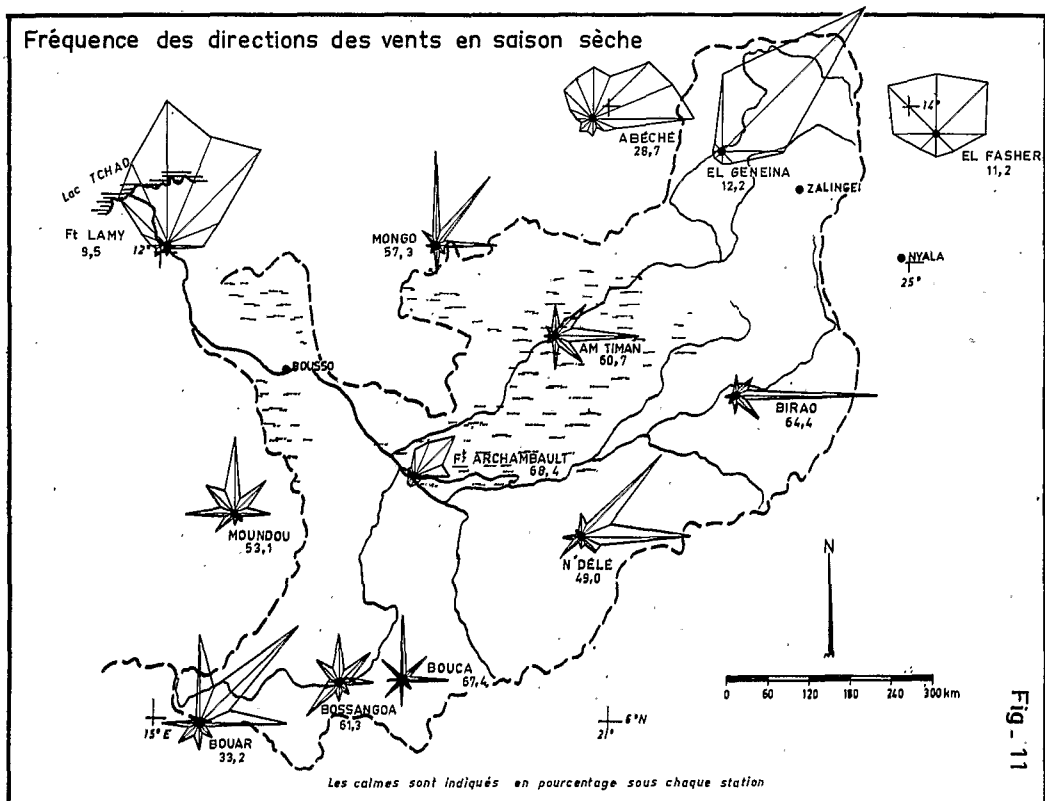 Fréquence des directions des vents en saison sèche
ABÉCHÉ
28,7
14°
EL GENEINA
12,2
EL FASHER
11,2
ZALINGEI
Lac TCHAD
Ft LAMY
9,5
12°
MONGO
57,3
NYALA
25°
AM TIMAN
60,7
BOUSSO
BIRAO
64,4
Ft ARCHAMBAULT
68,4
MOUNDOU
53,1
N'DÉLÉ
49,0
N
BOUCA
67,4
BOSSANGOA
61,3
0 60 120 180 240 300 km
15° E
BOUAR
33,2
6° N
21°
Fig-11
Les calmes sont indiqués en pourcentage sous chaque station